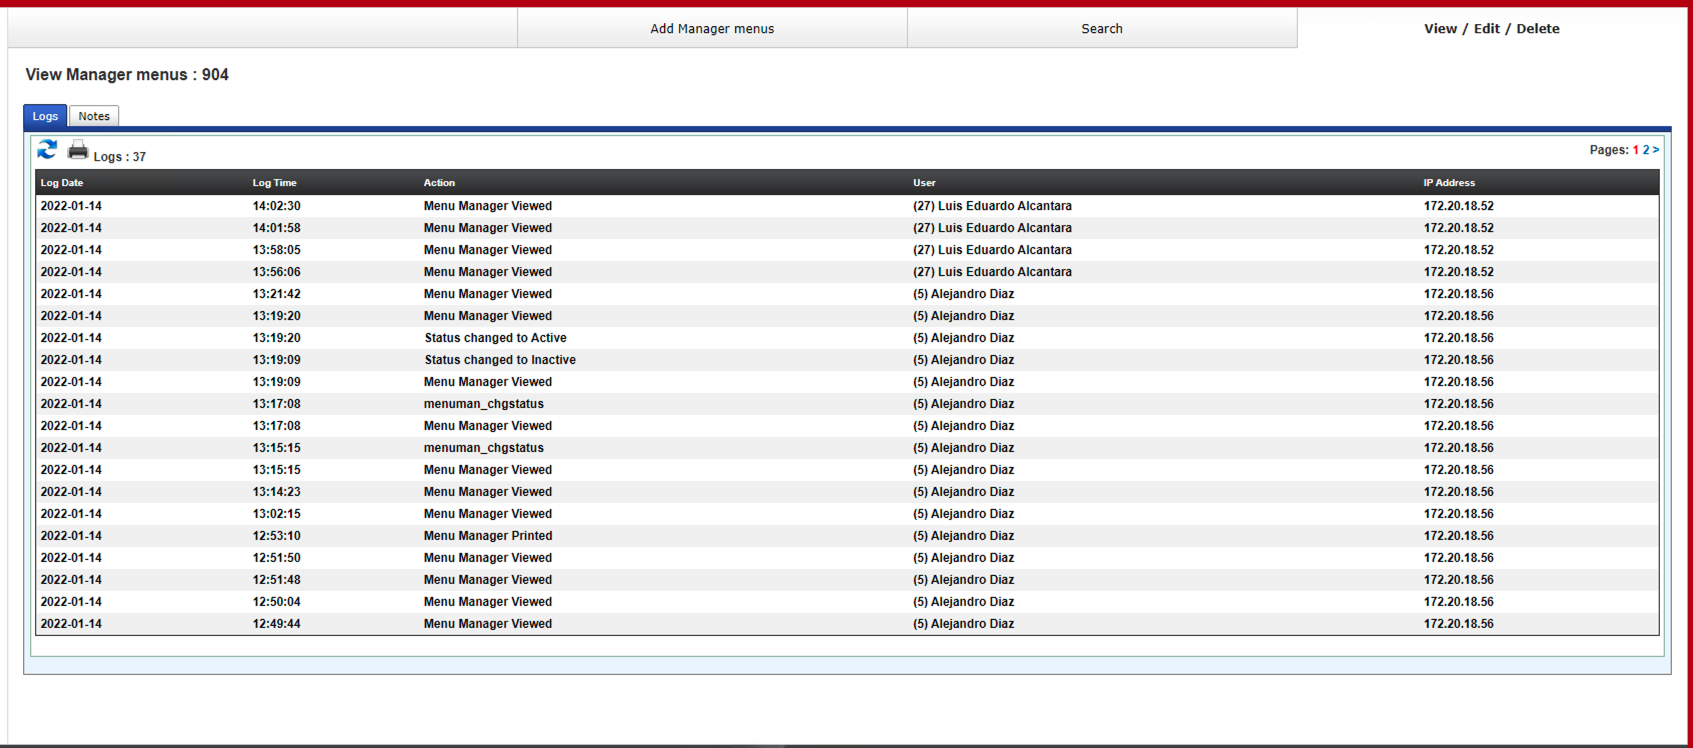 Add Manager menus Search View / Edit / Delete
View Manager menus : 904
Logs Notes
Logs : 37 Pages: 1 2 >
Log Date Log Time Action User IP Address
2022-01-14 14:02:30 Menu Manager Viewed (27) Luis Eduardo Alcantara 172.20.18.52
2022-01-14 14:01:58 Menu Manager Viewed (27) Luis Eduardo Alcantara 172.20.18.52
2022-01-14 13:58:05 Menu Manager Viewed (27) Luis Eduardo Alcantara 172.20.18.52
2022-01-14 13:56:06 Menu Manager Viewed (27) Luis Eduardo Alcantara 172.20.18.52
2022-01-14 13:21:42 Menu Manager Viewed (5) Alejandro Diaz 172.20.18.56
2022-01-14 13:19:20 Menu Manager Viewed (5) Alejandro Diaz 172.20.18.56
2022-01-14 13:19:20 Status changed to Active (5) Alejandro Diaz 172.20.18.56
2022-01-14 13:19:09 Status changed to Inactive (5) Alejandro Diaz 172.20.18.56
2022-01-14 13:19:09 Menu Manager Viewed (5) Alejandro Diaz 172.20.18.56
2022-01-14 13:17:08 menuman_chgstatus (5) Alejandro Diaz 172.20.18.56
2022-01-14 13:17:08 Menu Manager Viewed (5) Alejandro Diaz 172.20.18.56
2022-01-14 13:15:15 menuman_chgstatus (5) Alejandro Diaz 172.20.18.56
2022-01-14 13:15:15 Menu Manager Viewed (5) Alejandro Diaz 172.20.18.56
2022-01-14 13:14:23 Menu Manager Viewed (5) Alejandro Diaz 172.20.18.56
2022-01-14 13:02:15 Menu Manager Viewed (5) Alejandro Diaz 172.20.18.56
2022-01-14 12:53:10 Menu Manager Printed (5) Alejandro Diaz 172.20.18.56
2022-01-14 12:51:50 Menu Manager Viewed (5) Alejandro Diaz 172.20.18.56
2022-01-14 12:51:48 Menu Manager Viewed (5) Alejandro Diaz 172.20.18.56
2022-01-14 12:50:04 Menu Manager Viewed (5) Alejandro Diaz 172.20.18.56
2022-01-14 12:49:44 Menu Manager Viewed (5) Alejandro Diaz 172.20.18.56